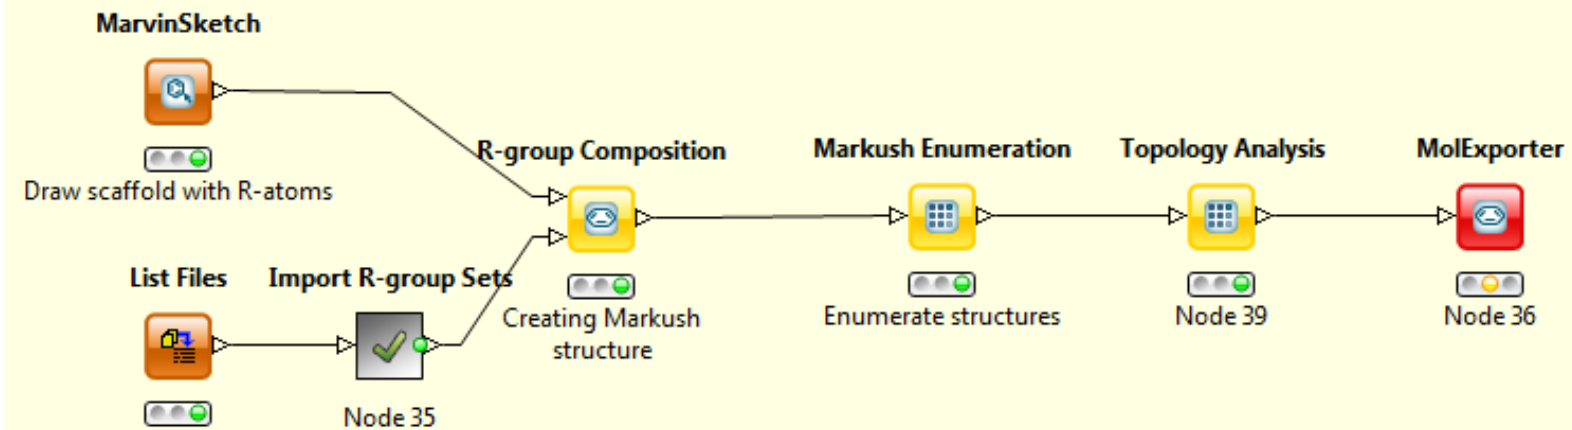 MarvinSketch
Draw scaffold with R-atoms
R-group Composition
Creating Markush
structure
Markush Enumeration
Enumerate structures
Topology Analysis
Node 39
MolExporter
Node 36
List Files
Import R-group Sets
Node 35